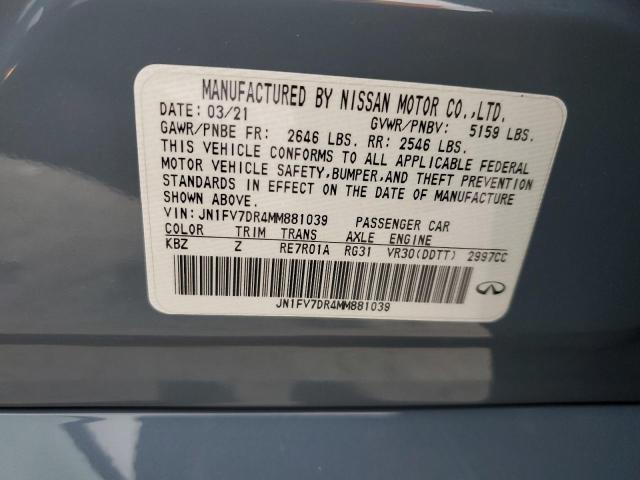 MANUFACTURED BY NISSAN MOTOR CO.,LTD.
DATE: 03/21 GVWR/PNBV: 5159 LBS.
GAWR/PNBE FR: 2646 LBS. RR: 2546 LBS.
THIS VEHICLE CONFORMS TO ALL APPLICABLE FEDERAL
MOTOR VEHICLE SAFETY, BUMPER, AND THEFT PREVENTION
STANDARDS IN EFFECT ON THE DATE OF MANUFACTURE
SHOWN ABOVE.
VIN: JN1FV7DR4MM881039 PASSENGER CAR
COLOR TRIM TRANS AXLE ENGINE
KBZ Z RE7R01A RG31 VR30(DDTT) 2997CC
JN1FV7DR4MM881039